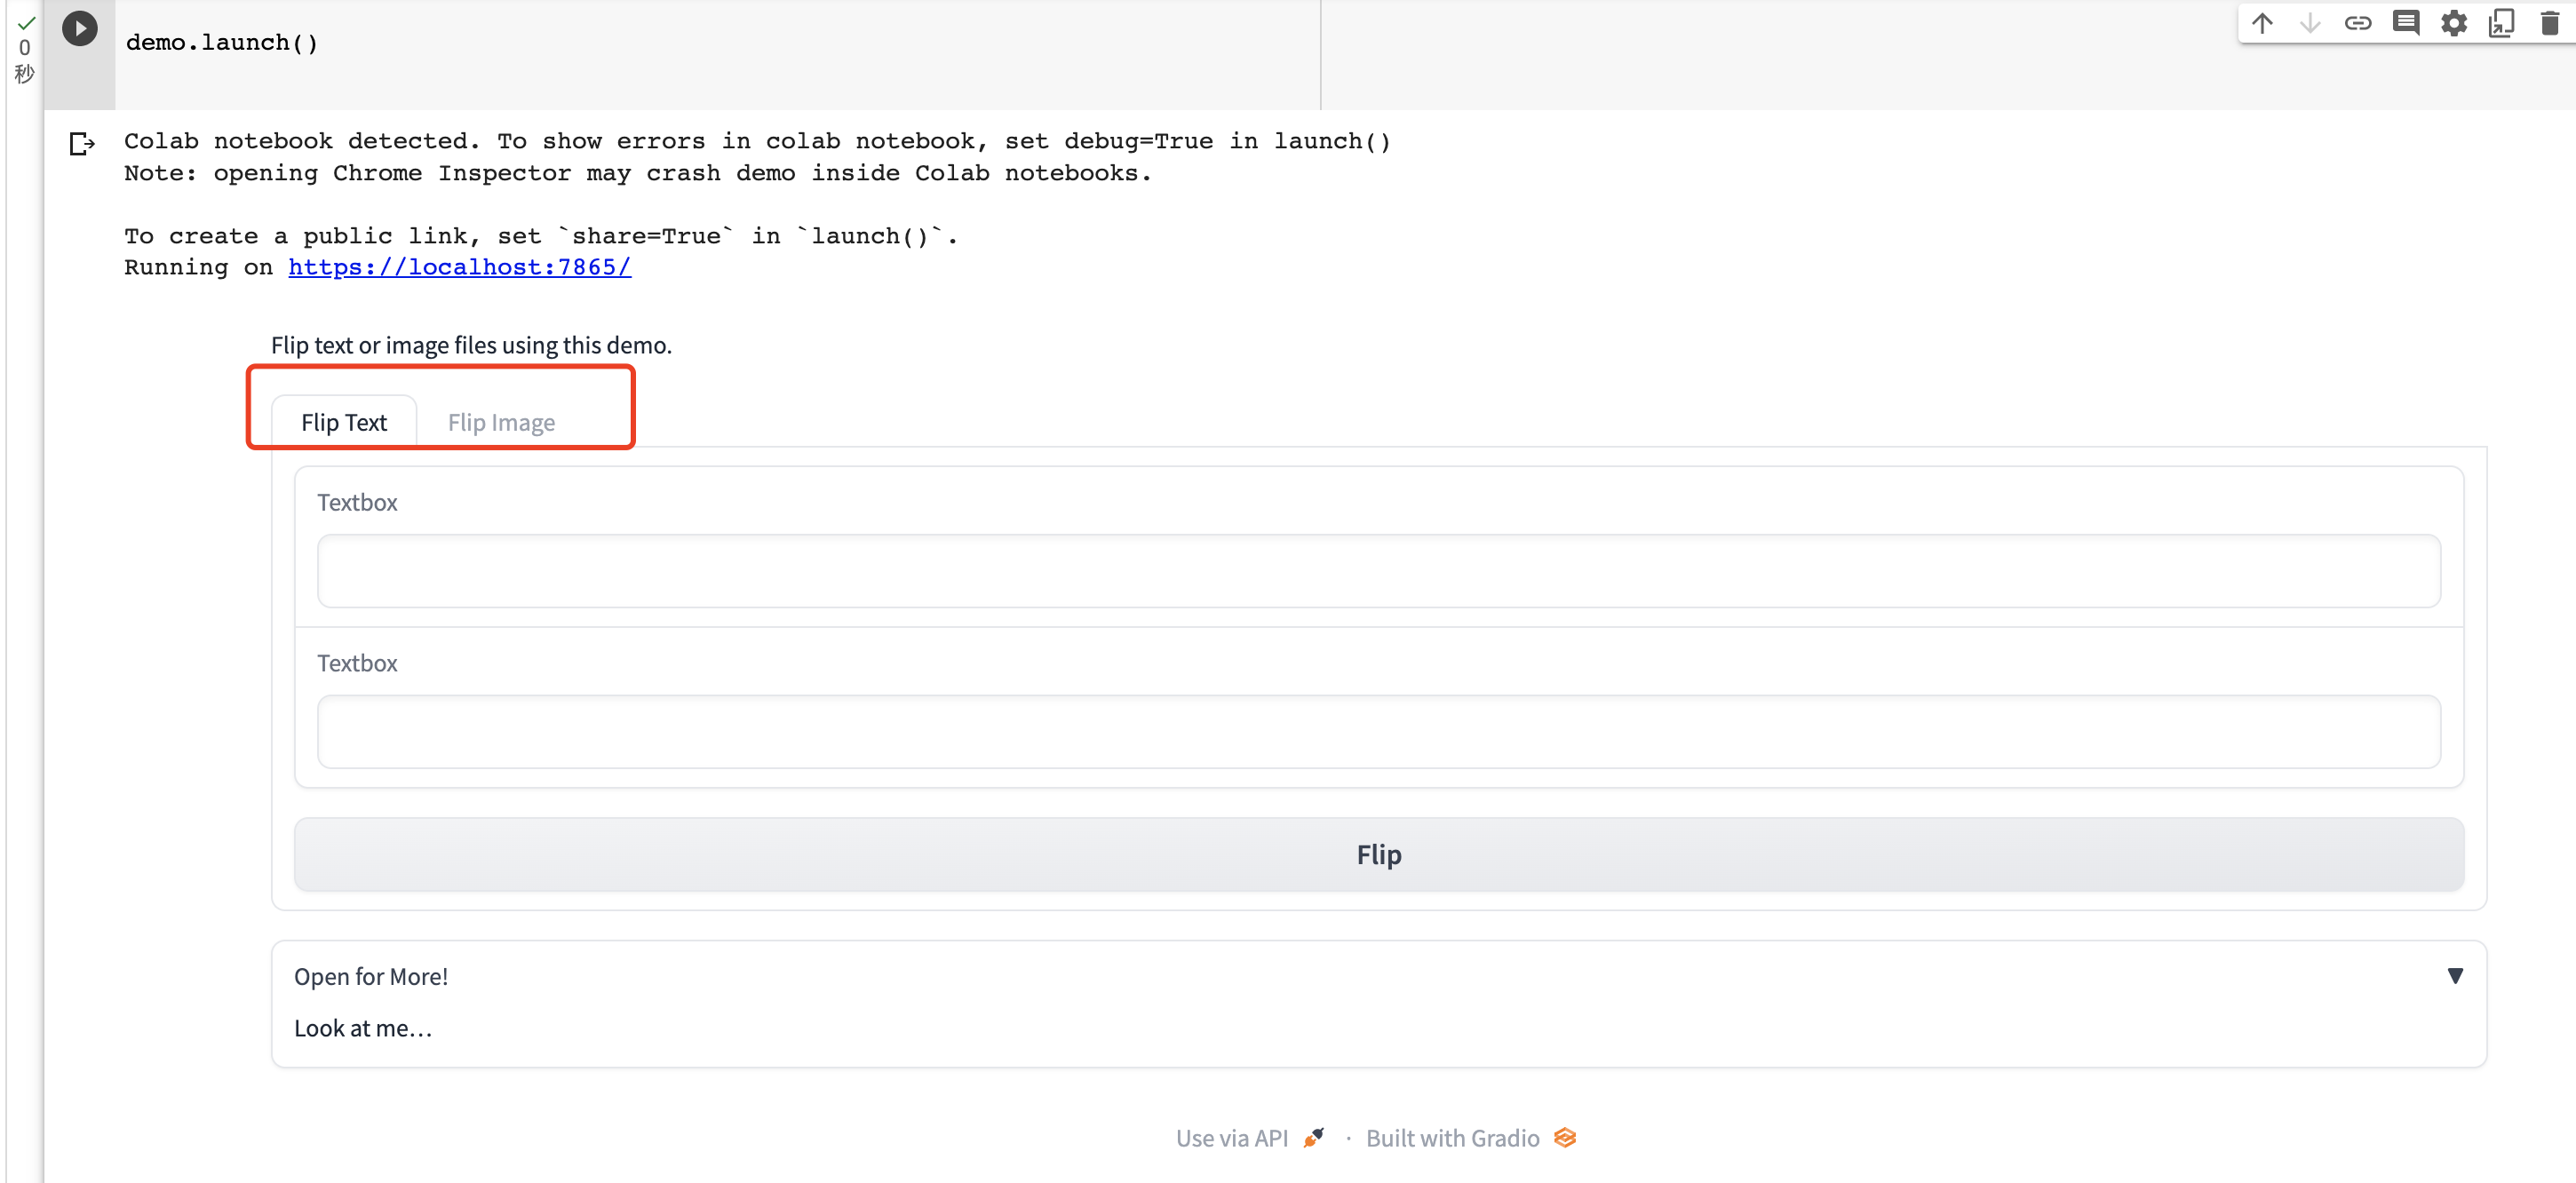 0
秒
demo.launch()
Colab notebook detected. To show errors in colab notebook, set debug=True in launch()
Note: opening Chrome Inspector may crash demo inside Colab notebooks.
To create a public link, set `share=True` in `launch()`.
Running on https://localhost:7865/
Flip text or image files using this demo.
Flip Text Flip Image
Textbox
Textbox
Flip
Open for More! ▼
Look at me…
Use via API · Built with Gradio